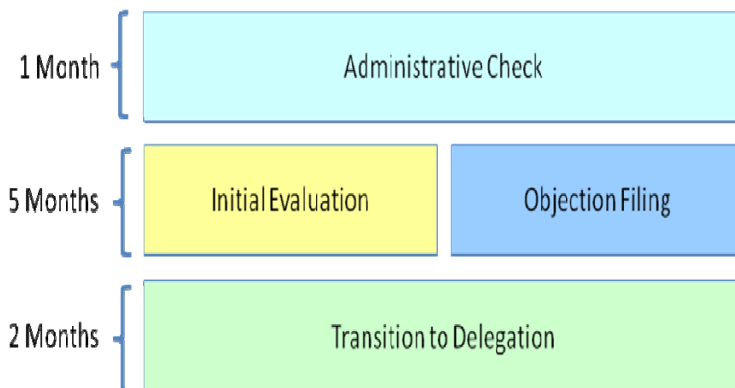 1 Month
Administrative Check
5 Months
Initial Evaluation
Objection Filing
2 Months
Transition to Delegation